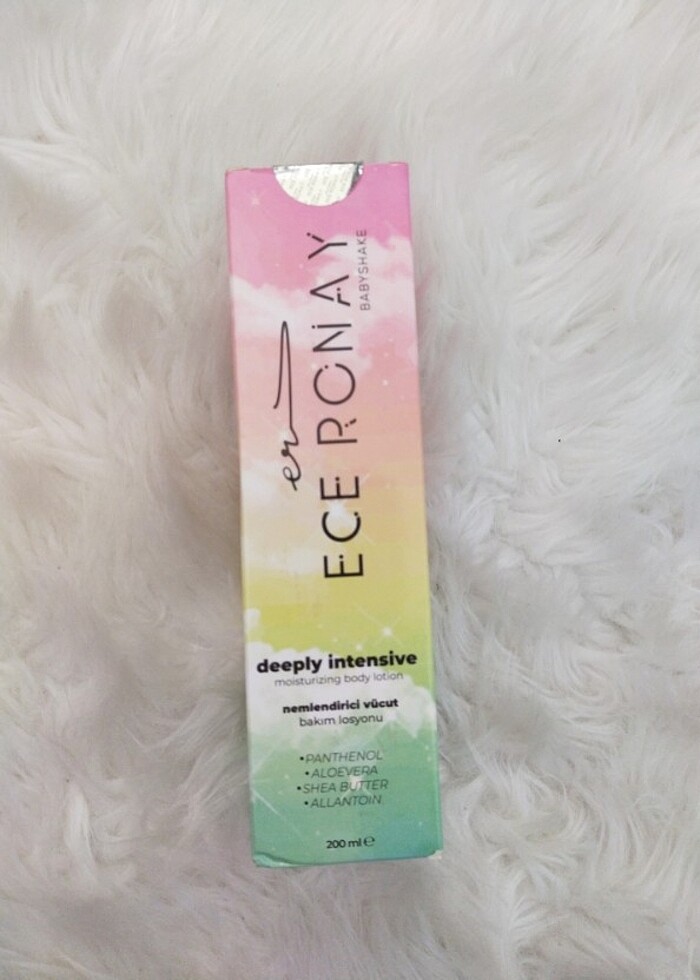 er
ECE RONAY
BABYSHAKE
deeply intensive
moisturizing body lotion
nemlendirici vücut
bakım losyonu
•PANTHENOL
•ALOEVERA
•SHEA BUTTER
•ALLANTOIN
200 ml ℮